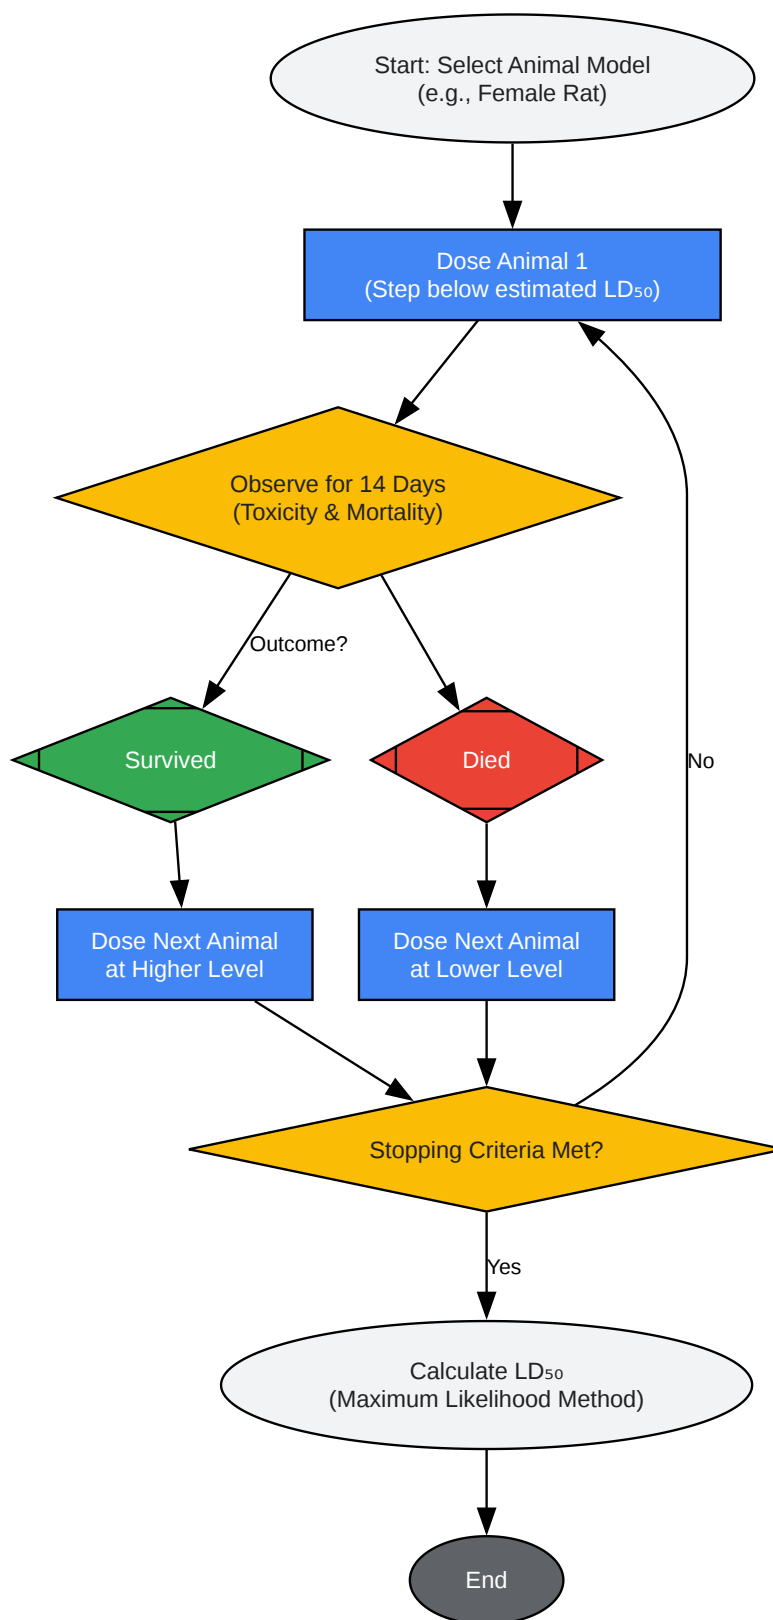 Start: Select Animal Model
(e.g., Female Rat)
Dose Animal 1
(Step below estimated LD₅₀)
Observe for 14 Days
(Toxicity & Mortality)
Outcome?
Survived
Died
No
Dose Next Animal
at Higher Level
Dose Next Animal
at Lower Level
Stopping Criteria Met?
Yes
Calculate LD₅₀
(Maximum Likelihood Method)
End